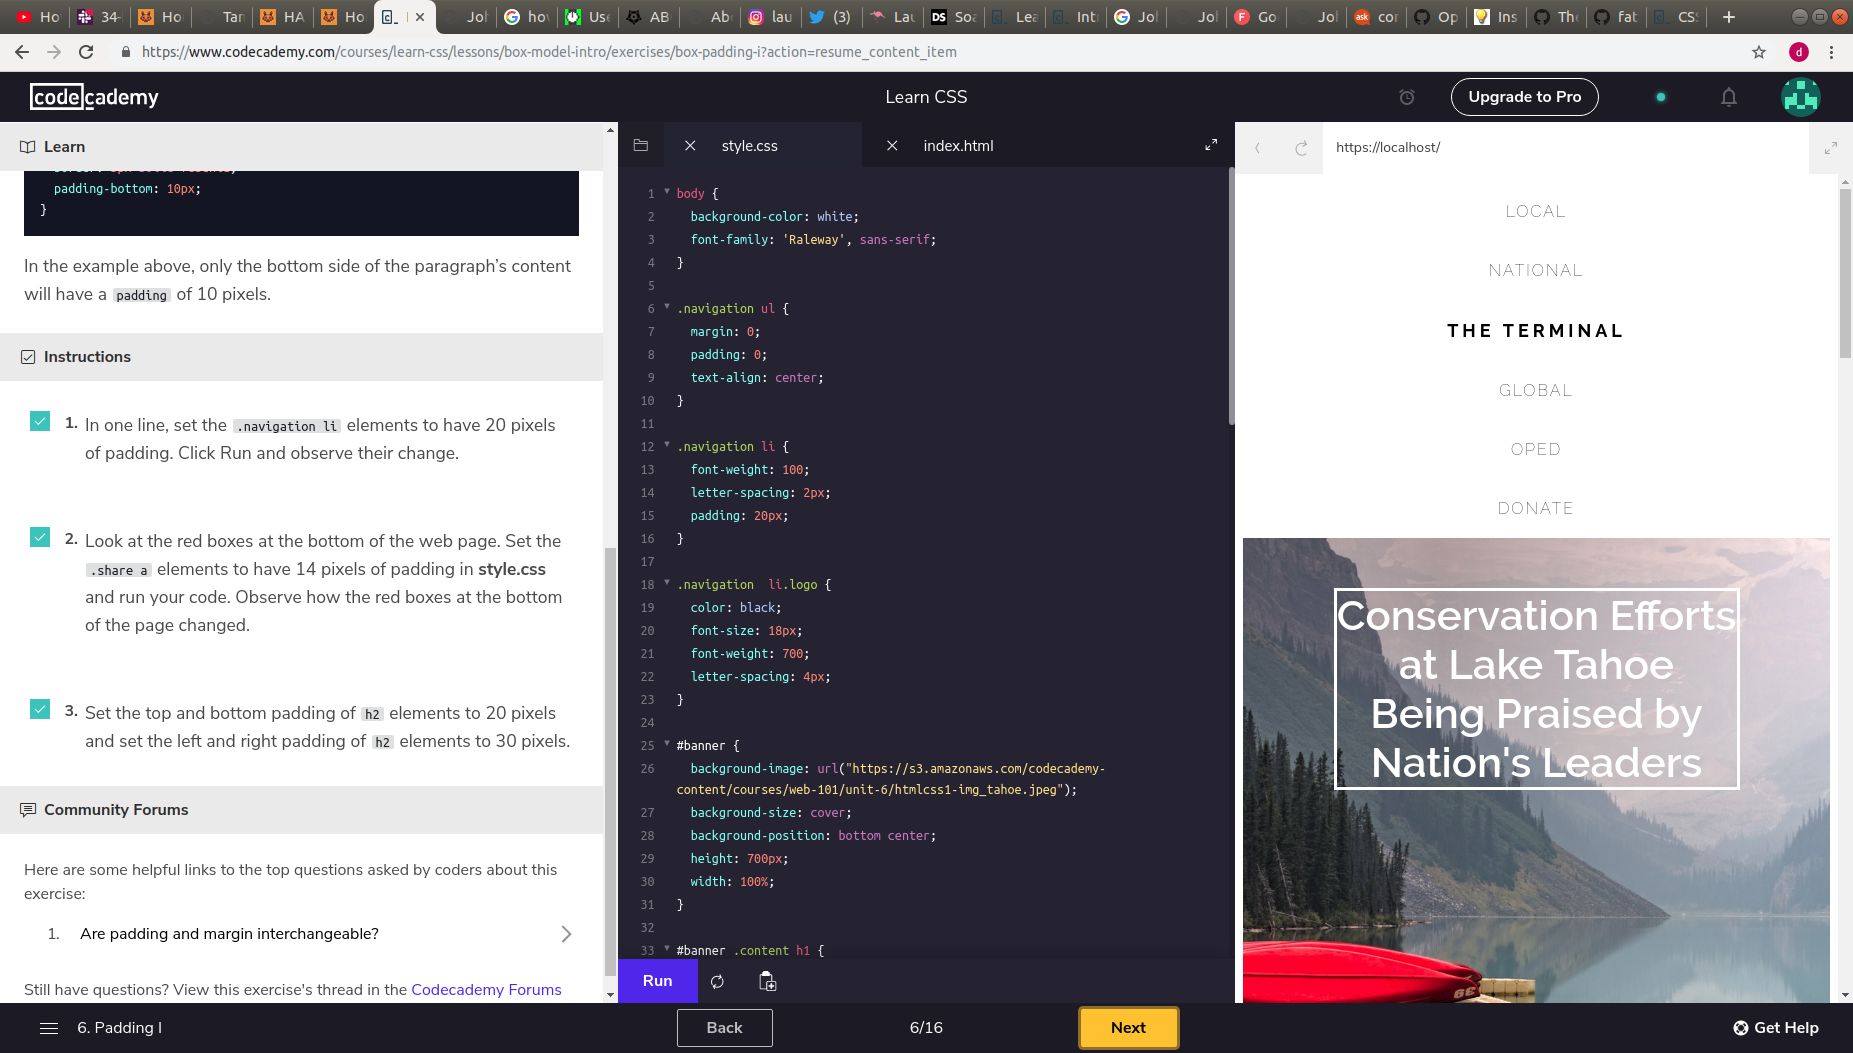 Ho
34-
Ho
Tar
HA
Ho
Joh
how
Use
AB
Abo
lau
(3)
Lau
Soa
Lea
Intr
Joh
Joh
Go
Joh
cor
Op
Ins
The
fat
CSS
https://www.codecademy.com/courses/learn-css/lessons/box-model-intro/exercises/box-padding-i?action=resume_content_item
d
codecademy
Learn CSS
Upgrade to Pro
Learn
padding-bottom: 10px;
}
In the example above, only the bottom side of the paragraph’s content
will have a padding of 10 pixels.
Instructions
1. In one line, set the .navigation li elements to have 20 pixels
of padding. Click Run and observe their change.
2. Look at the red boxes at the bottom of the web page. Set the
.share a elements to have 14 pixels of padding in style.css
and run your code. Observe how the red boxes at the bottom
of the page changed.
3. Set the top and bottom padding of h2 elements to 20 pixels
and set the left and right padding of h2 elements to 30 pixels.
Community Forums
Here are some helpful links to the top questions asked by coders about this
exercise:
1. Are padding and margin interchangeable?
Still have questions? View this exercise's thread in the Codecademy Forums
style.css
index.html
1 body {
2 background-color: white;
3 font-family: 'Raleway', sans-serif;
4 }
5
6 .navigation ul {
7 margin: 0;
8 padding: 0;
9 text-align: center;
10 }
11
12 .navigation li {
13 font-weight: 100;
14 letter-spacing: 2px;
15 padding: 20px;
16 }
17
18 .navigation  li.logo {
19 color: black;
20 font-size: 18px;
21 font-weight: 700;
22 letter-spacing: 4px;
23 }
24
25 #banner {
26 background-image: url("https://s3.amazonaws.com/codecademy-
content/courses/web-101/unit-6/htmlcss1-img_tahoe.jpeg");
27 background-size: cover;
28 background-position: bottom center;
29 height: 700px;
30 width: 100%;
31 }
32
33 #banner .content h1 {
Run
https://localhost/
LOCAL
NATIONAL
THE TERMINAL
GLOBAL
OPED
DONATE
Conservation Efforts
at Lake Tahoe
Being Praised by
Nation's Leaders
6. Padding I
Back
6/16
Next
Get Help